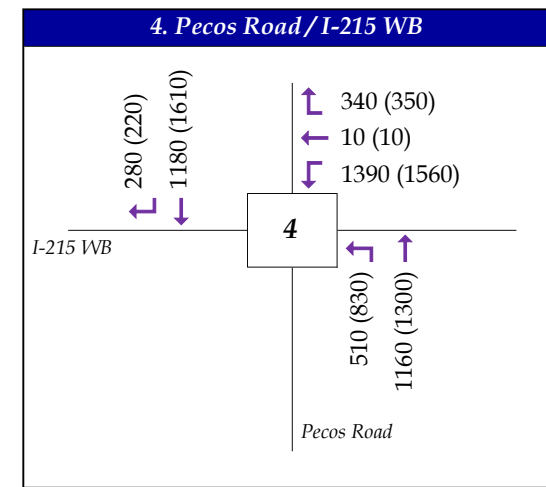 4. Pecos Road / I-215 WB
280 (220)
1180 (1610)
340 (350)
10 (10)
1390 (1560)
4
I-215 WB
510 (830)
1160 (1300)
Pecos Road